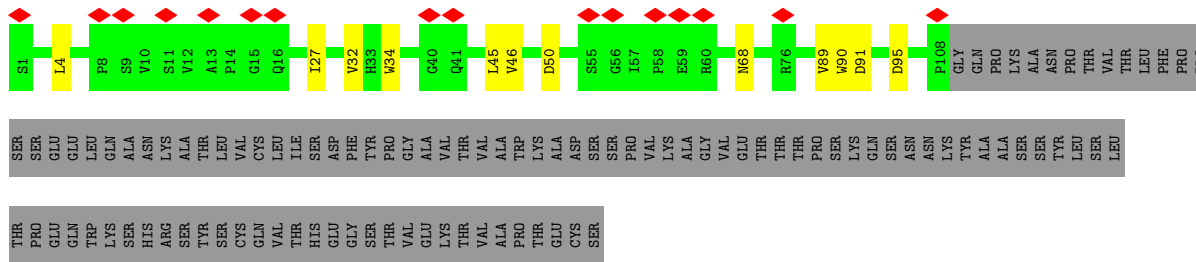 S1 L4 P8 S9 V10 S11 V12 A13 P14 G15 Q16 I27 V32 H33 W34 G40 Q41 L45 V46 D50 S55 G56 I57 P58 E59 R60 N68 R76 V89 W90 D91 D95 P108 GLY GLN PRO LYS ALA ASN PRO THR VAL THR LEU PHE PRO
SER SER GLU GLU LEU GLN ALA ASN LYS ALA THR LEU VAL CYS LEU ILE SER ASP PHE TYR PRO GLY ALA VAL THR VAL ALA TRP LYS ALA ASP SER SER PRO VAL LYS ALA GLY VAL GLU THR THR THR PRO SER LYS GLN SER ASN ASN LYS TYR ALA ALA SER SER TYR LEU SER LEU
THR PRO GLU GLN TRP LYS SER HIS ARG SER TYR SER CYS GLN VAL THR HIS GLU GLY SER THR VAL GLU LYS THR VAL ALA PRO THR GLU CYS SER